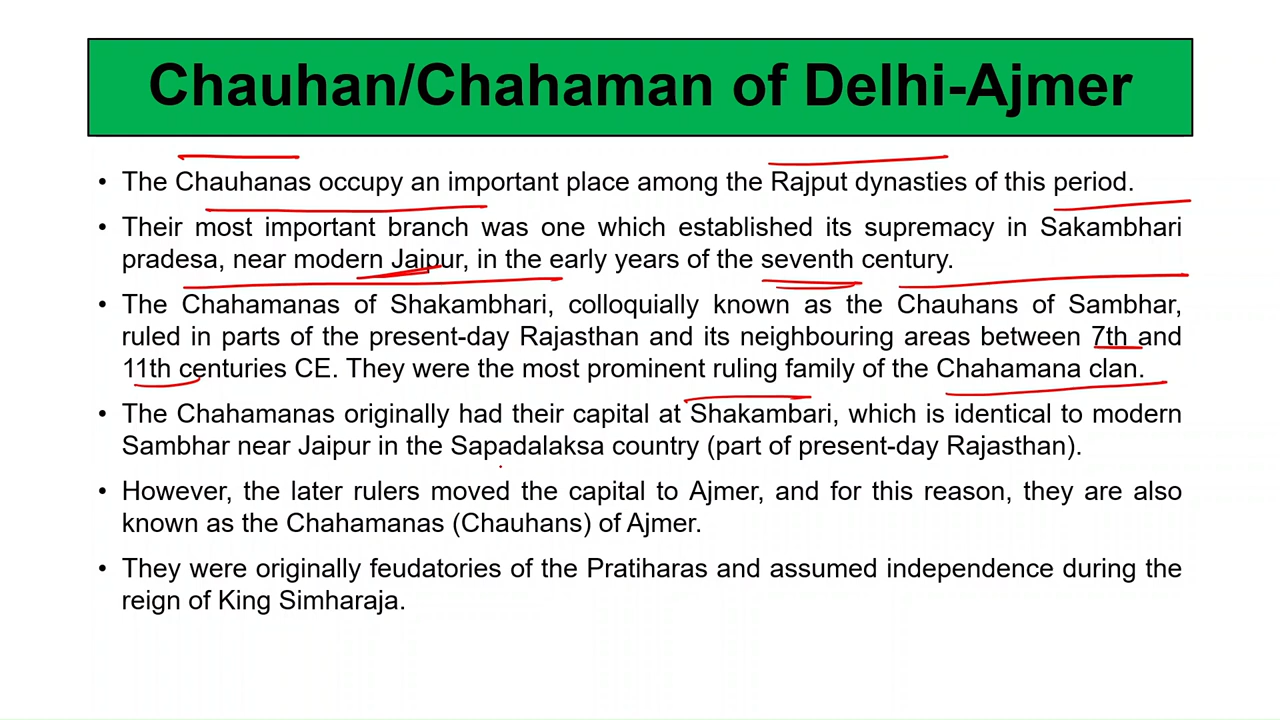 Chauhan/Chahaman of Delhi-Ajmer
• The Chauhanas occupy an important place among the Rajput dynasties of this period.
• Their most important branch was one which established its supremacy in Sakambhari
pradesa, near modern Jaipur, in the early years of the seventh century.
• The Chahamanas of Shakambhari, colloquially known as the Chauhans of Sambhar,
ruled in parts of the present-day Rajasthan and its neighbouring areas between 7th and
11th centuries CE. They were the most prominent ruling family of the Chahamana clan.
• The Chahamanas originally had their capital at Shakambari, which is identical to modern
Sambhar near Jaipur in the Sapadalaksa country (part of present-day Rajasthan).
• However, the later rulers moved the capital to Ajmer, and for this reason, they are also
known as the Chahamanas (Chauhans) of Ajmer.
• They were originally feudatories of the Pratiharas and assumed independence during the
reign of King Simharaja.